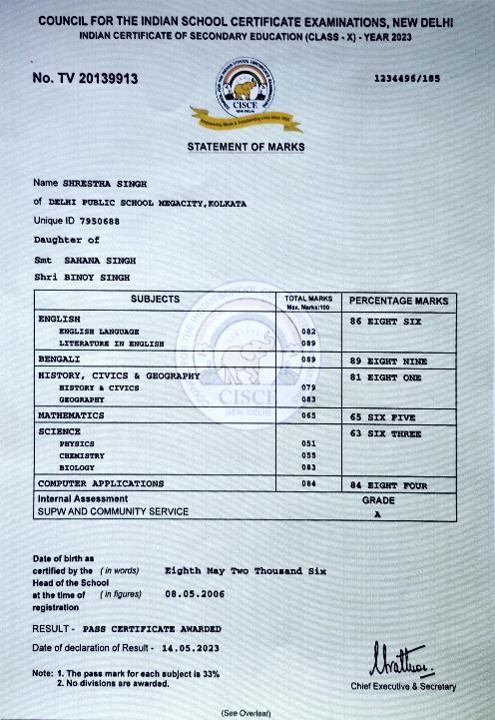 COUNCIL FOR THE INDIAN SCHOOL CERTIFICATE EXAMINATIONS, NEW DELHI
INDIAN CERTIFICATE OF SECONDARY EDUCATION (CLASS - X) - YEAR 2023
No. TV 20139913 1234496/185
CISCE
NEW DELHI
STATEMENT OF MARKS
Name SHRESTHA SINGH
of DELHI PUBLIC SCHOOL MEGACITY, KOLKATA
Unique ID 7950688
Daughter of
Smt SAHANA SINGH
Shri BINOY SINGH
SUBJECTS TOTAL MARKS Max. Marks:100 PERCENTAGE MARKS
ENGLISH 86 EIGHT SIX
ENGLISH LANGUAGE 082
LITERATURE IN ENGLISH 089
BENGALI 089 89 EIGHT NINE
HISTORY, CIVICS & GEOGRAPHY 81 EIGHT ONE
HISTORY & CIVICS 079
GEOGRAPHY 083
MATHEMATICS 065 65 SIX FIVE
SCIENCE 63 SIX THREE
PHYSICS 051
CHEMISTRY 055
BIOLOGY 083
COMPUTER APPLICATIONS 084 84 EIGHT FOUR
Internal Assessment GRADE
SUPW AND COMMUNITY SERVICE A
CISCE
NEW DELHI
Date of birth as
certified by the (in words) Eighth May Two Thousand Six
Head of the School
at the time of (in figures) 08.05.2006
registration
RESULT - PASS CERTIFICATE AWARDED
Date of declaration of Result - 14.05.2023
Note: 1. The pass mark for each subject is 33%
2. No divisions are awarded.
Chief Executive & Secretary
(See Overleaf)